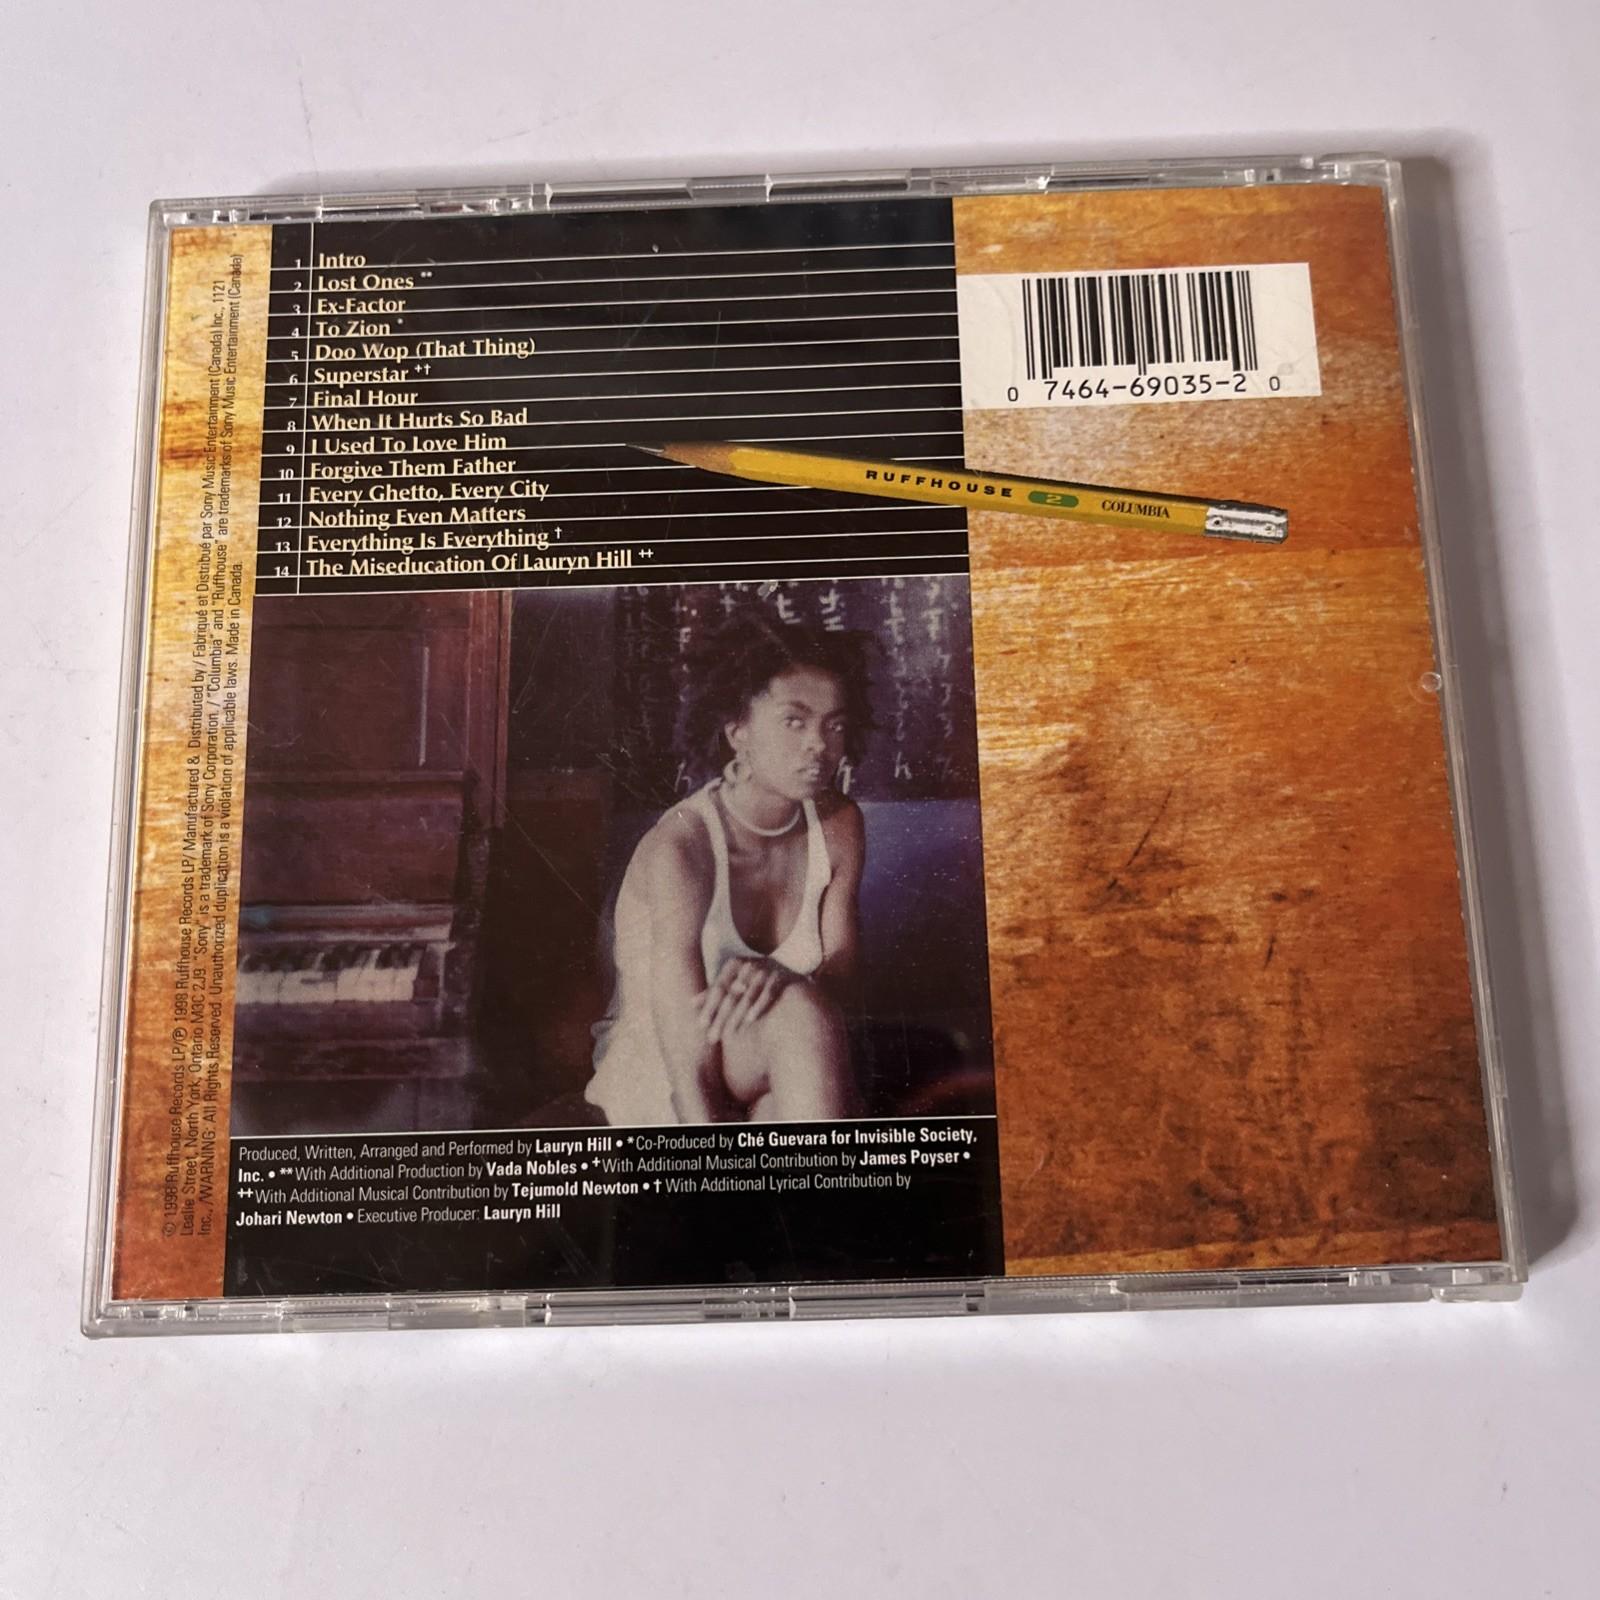 1 Intro
2 Lost Ones **
3 Ex-Factor
4 To Zion *
5 Doo Wop (That Thing)
6 Superstar ††
7 Final Hour
8 When It Hurts So Bad
9 I Used To Love Him
10 Forgive Them Father
11 Every Ghetto, Every City
12 Nothing Even Matters
13 Everything Is Everything †
14 The Miseducation Of Lauryn Hill ++
0 7464-69035-2 0
RUFFHOUSE 2 COLUMBIA
Produced, Written, Arranged and Performed by Lauryn Hill • *Co-Produced by Ché Guevara for Invisible Society,
Inc. • **With Additional Production by Vada Nobles • +With Additional Musical Contribution by James Poyser •
++With Additional Musical Contribution by Tejumold Newton • † With Additional Lyrical Contribution by
Johari Newton • Executive Producer: Lauryn Hill
© 1998 Ruffhouse Records LP/℗ 1998 Ruffhouse Records LP/ Manufactured & Distributed by / Fabriqué et Distribué par Sony Music Entertainment (Canada) Inc., 1121
Leslie Street, North York, Ontario M3C 2J9. "Sony" is a trademark of Sony Corporation. / "Columbia" and "Ruffhouse" are trademarks of Sony Music Entertainment (Canada)
Inc., /WARNING: All Rights Reserved. Unauthorized duplication is a violation of applicable laws. Made in Canada.